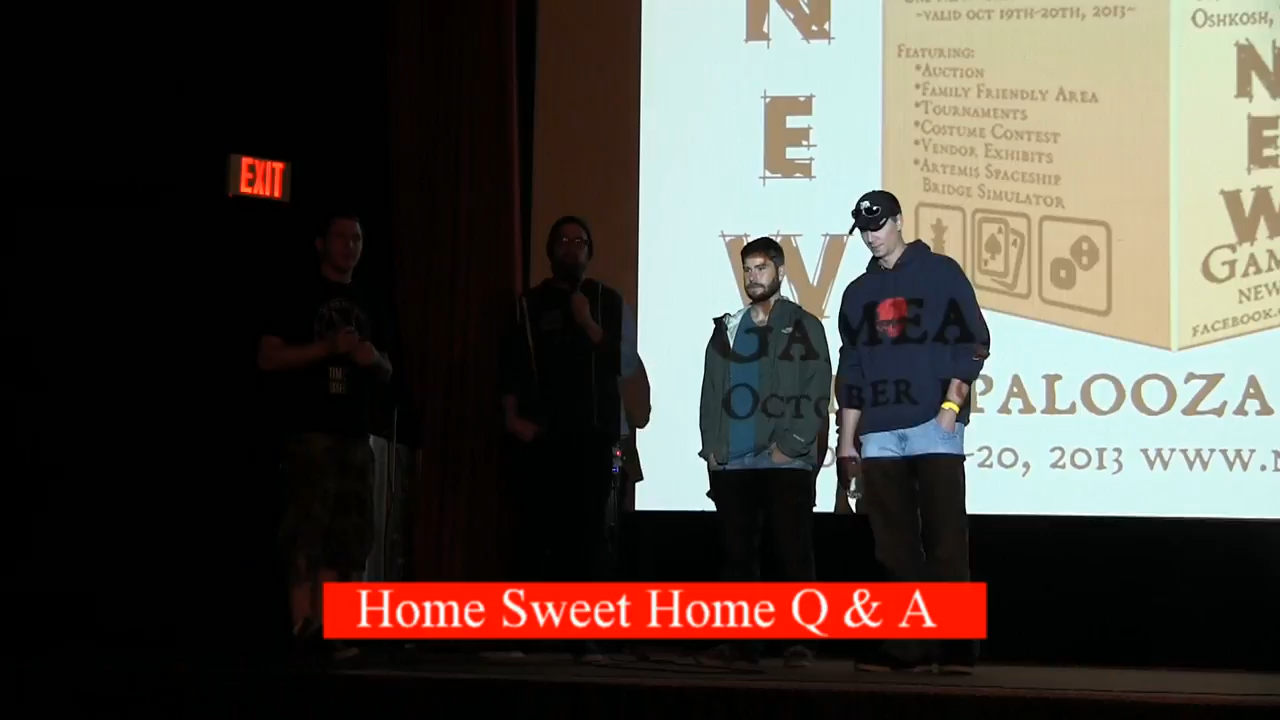 N
E
W
~VALID OCT 19TH-20TH, 2013~
FEATURING:
*AUCTION
*FAMILY FRIENDLY AREA
*TOURNAMENTS
*COSTUME CONTEST
*VENDOR EXHIBITS
*ARTEMIS SPACESHIP
BRIDGE SIMULATOR
OSHKOSH,
N
E
W
GAM
NEW
FACEBOOK.
EXIT
GAMEA PALOOZA
OCTOBER -20, 2013 WWW.
Home Sweet Home Q & A